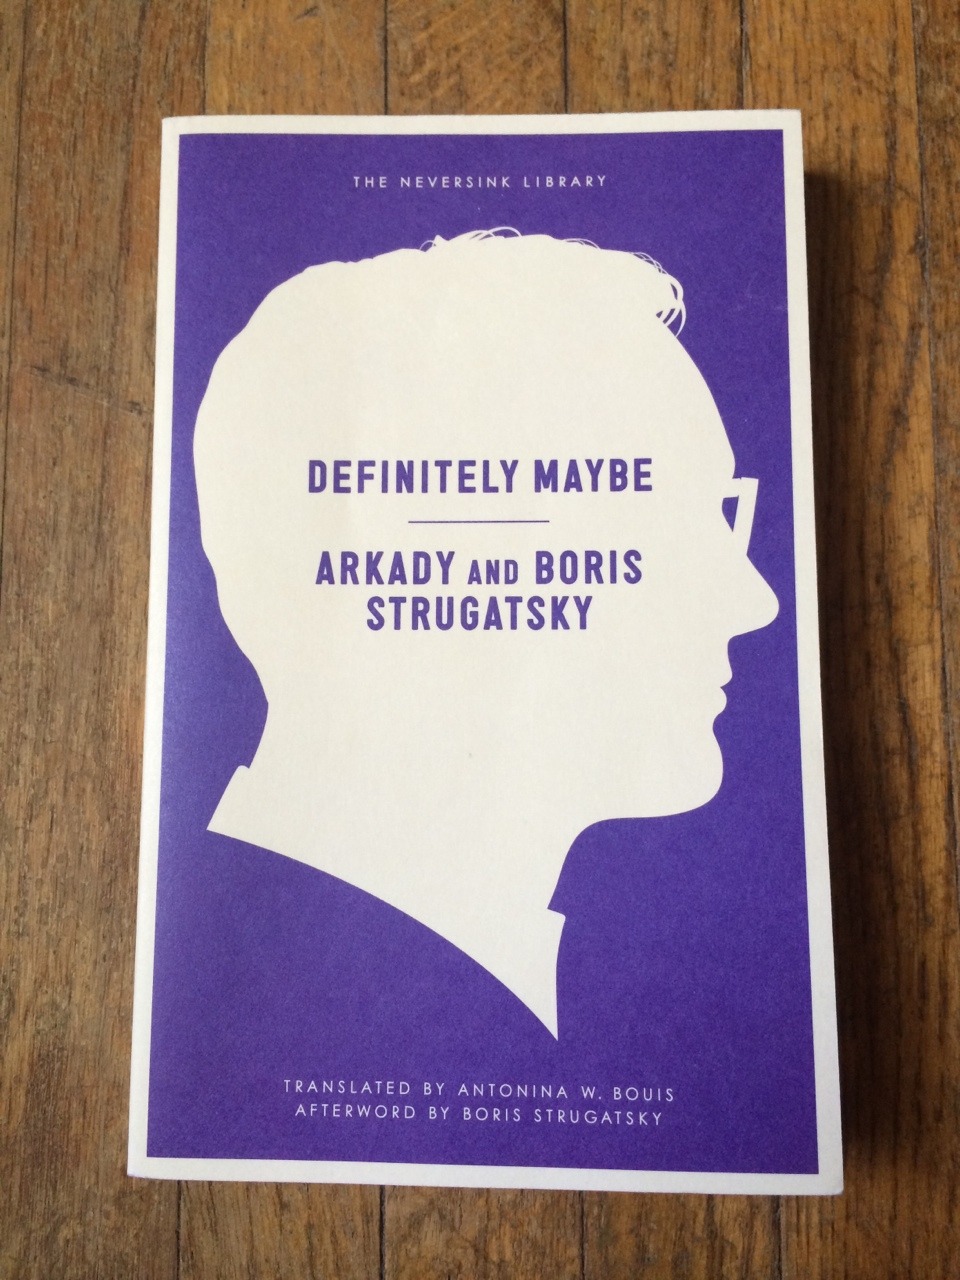 THE NEVERSINK LIBRARY
DEFINITELY MAYBE
ARKADY AND BORIS
STRUGATSKY
TRANSLATED BY ANTONINA W. BOUIS
AFTERWORD BY BORIS STRUGATSKY